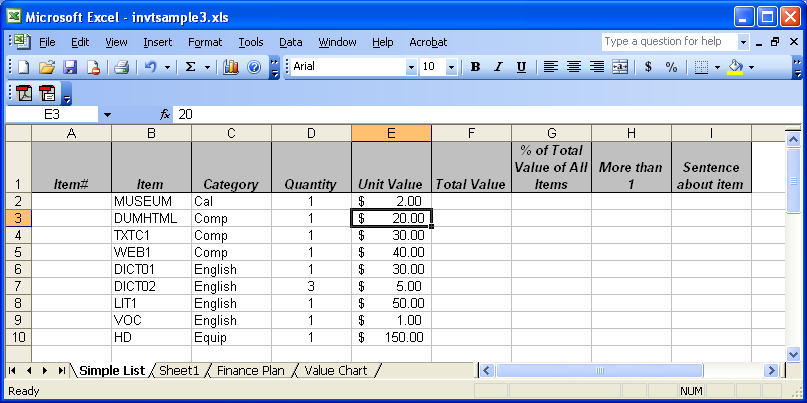 Microsoft Excel - invtsample3.xls
File Edit View Insert Format Tools Data Window Help Acrobat Type a question for help
Σ Arial 10 B I U $ %
E3 fx 20
A B C D E F G H I
1 Item# Item Category Quantity Unit Value Total Value % of Total Value of All Items More than 1 Sentence about item
2 MUSEUM Cal 1 $ 2.00
3 DUMHTML Comp 1 $ 20.00
4 TXTC1 Comp 1 $ 30.00
5 WEB1 Comp 1 $ 40.00
6 DICT01 English 1 $ 30.00
7 DICT02 English 3 $ 5.00
8 LIT1 English 1 $ 50.00
9 VOC English 1 $ 1.00
10 HD Equip 1 $ 150.00
Simple List Sheet1 Finance Plan Value Chart
Ready NUM